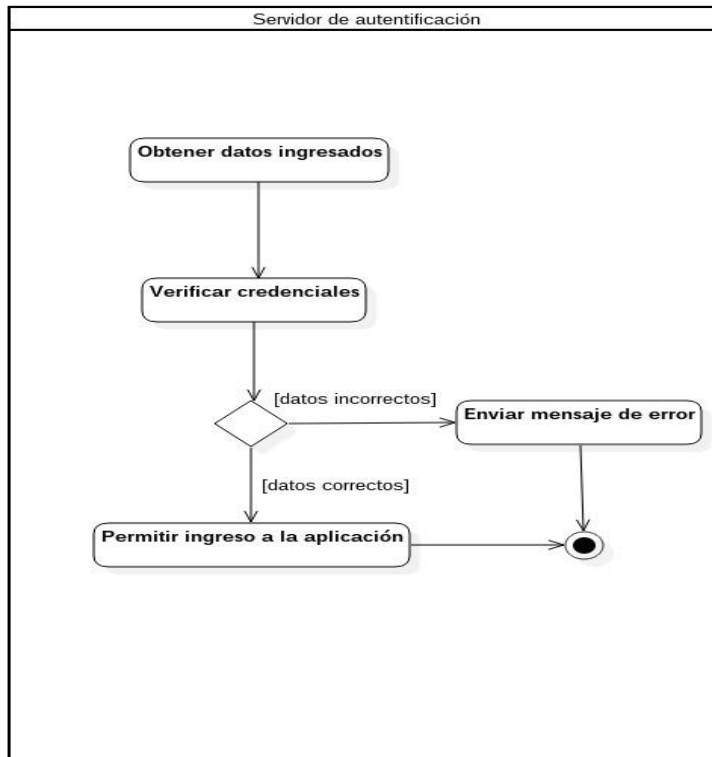 Servidor de autentificación
Obtener datos ingresados
Verificar credenciales
[datos incorrectos]
Enviar mensaje de error
[datos correctos]
Permitir ingreso a la aplicación